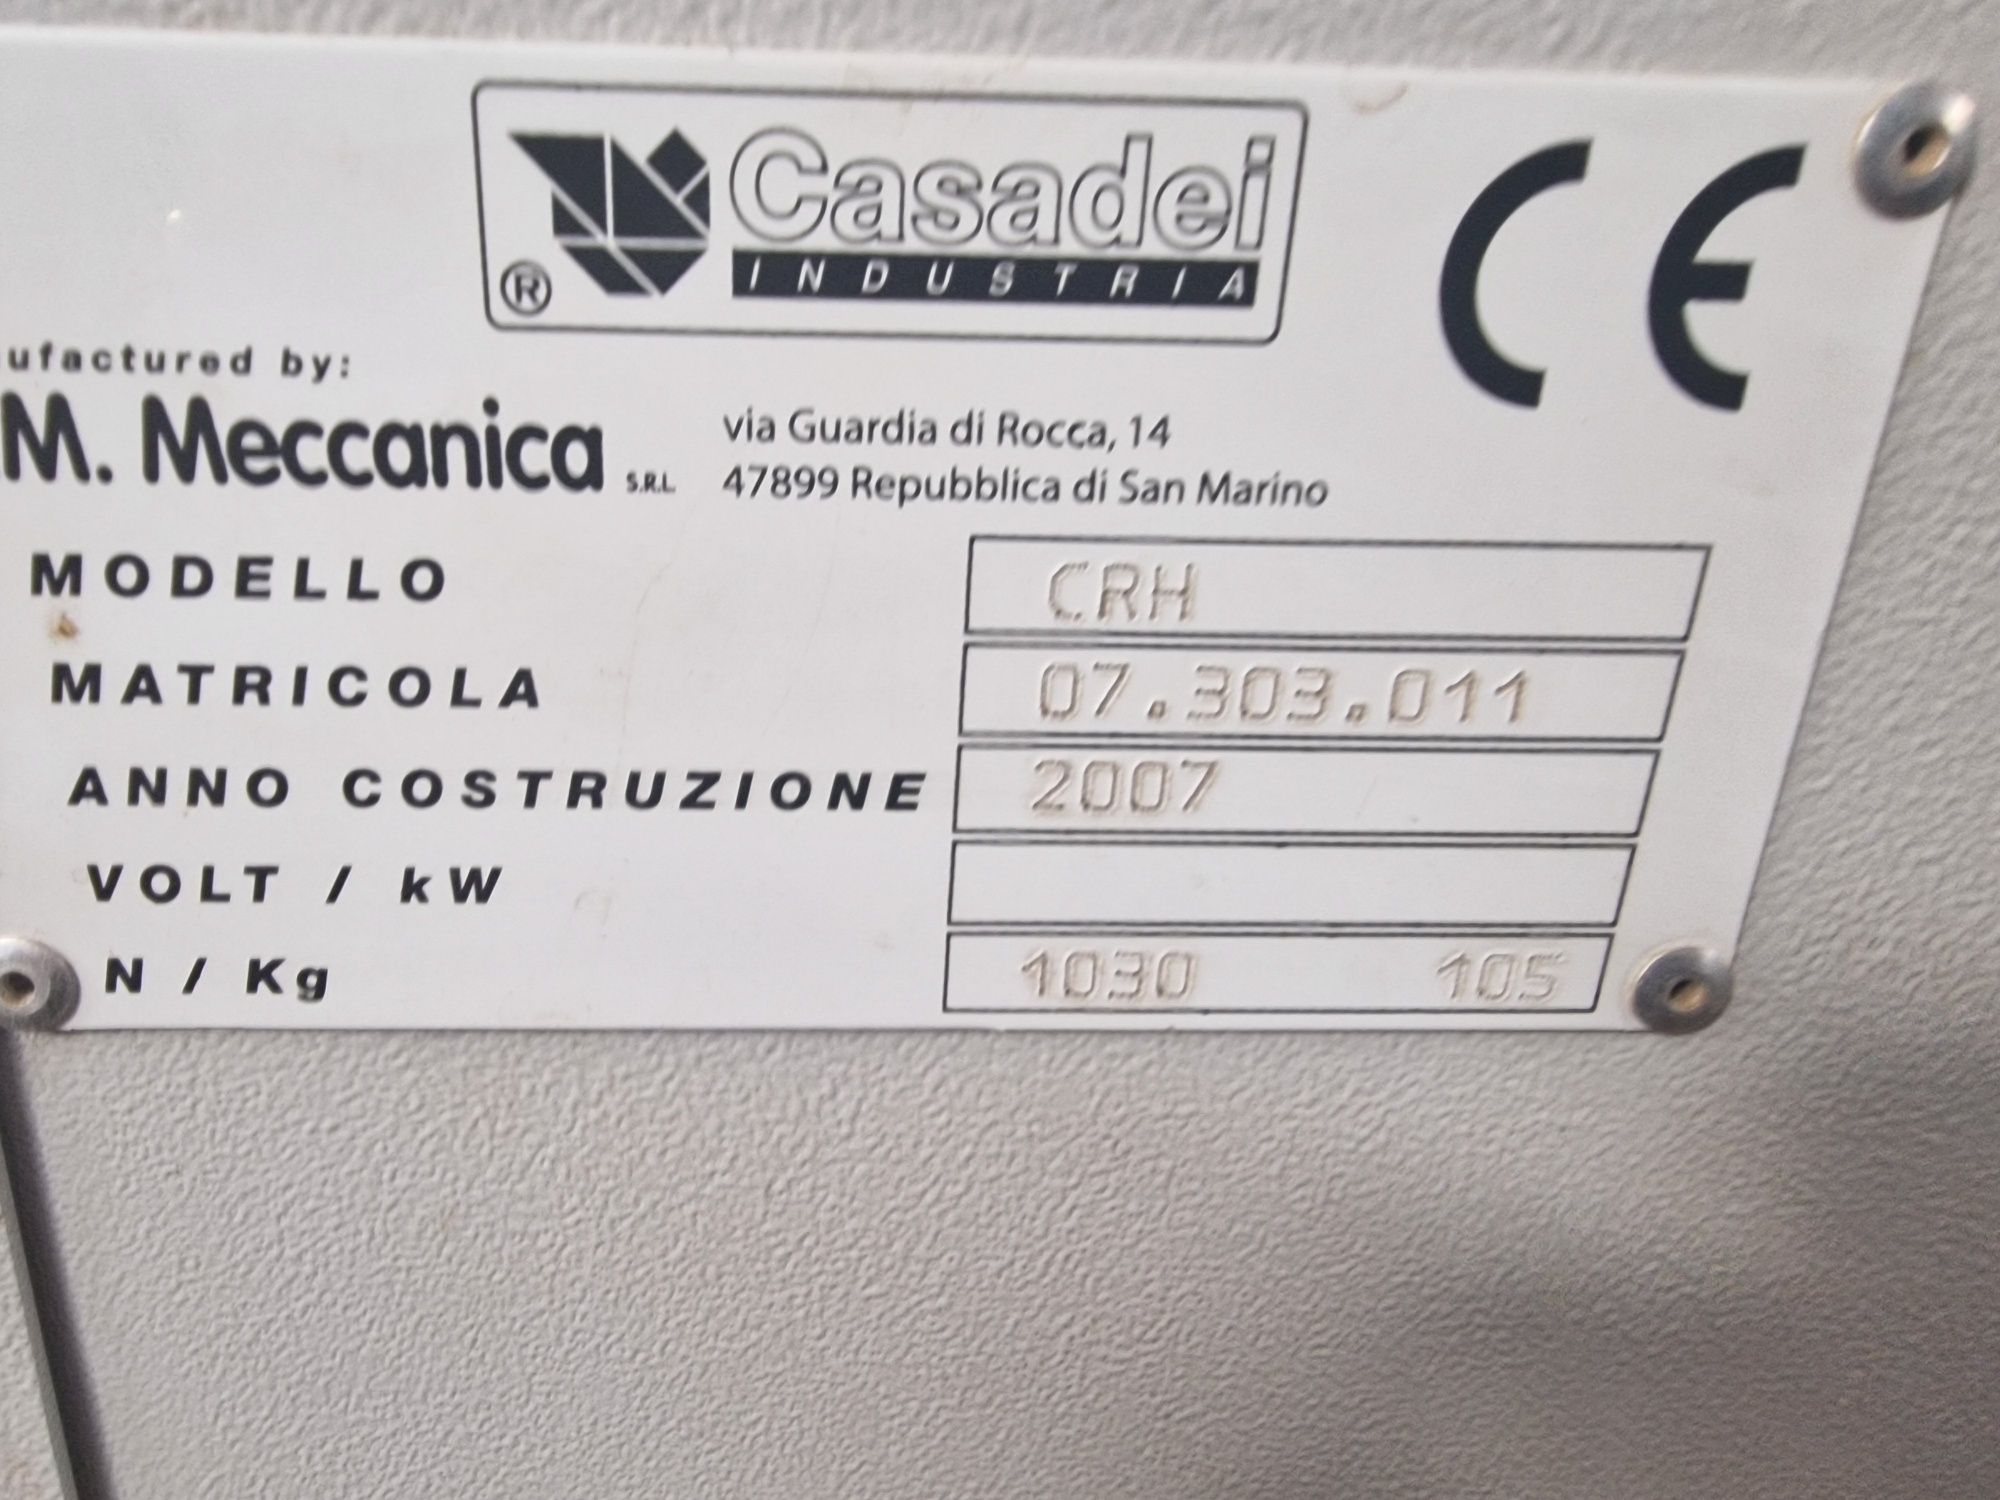 Casadei
INDUSTRIA
®
CE
ufactured by:
M. Meccanica S.R.L.
via Guardia di Rocca, 14
47899 Repubblica di San Marino
MODELLO CRH
MATRICOLA 07.303.011
ANNO COSTRUZIONE 2007
VOLT / kW
N / Kg 1030 105